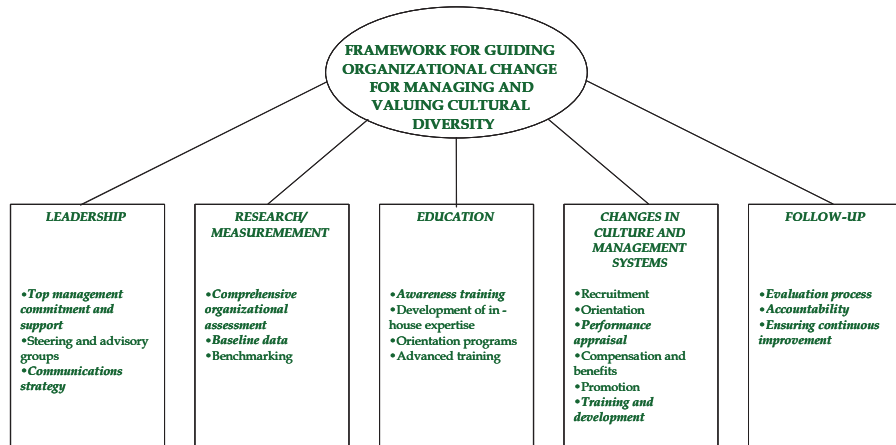 FRAMEWORK FOR GUIDING
ORGANIZATIONAL CHANGE
FOR MANAGING AND
VALUING CULTURAL
DIVERSITY
LEADERSHIP
•Top management
commitment and
support
•Steering and advisory
groups
•Communications
strategy
RESEARCH/
MEASUREMEMENT
•Comprehensive
organizational
assessment
•Baseline data
•Benchmarking
EDUCATION
•Awareness training
•Development of in -
house expertise
•Orientation programs
•Advanced training
CHANGES IN
CULTURE AND
MANAGEMENT
SYSTEMS
•Recruitment
•Orientation
•Performance
appraisal
•Compensation and
benefits
•Promotion
•Training and
development
FOLLOW-UP
•Evaluation process
•Accountability
•Ensuring continuous
improvement